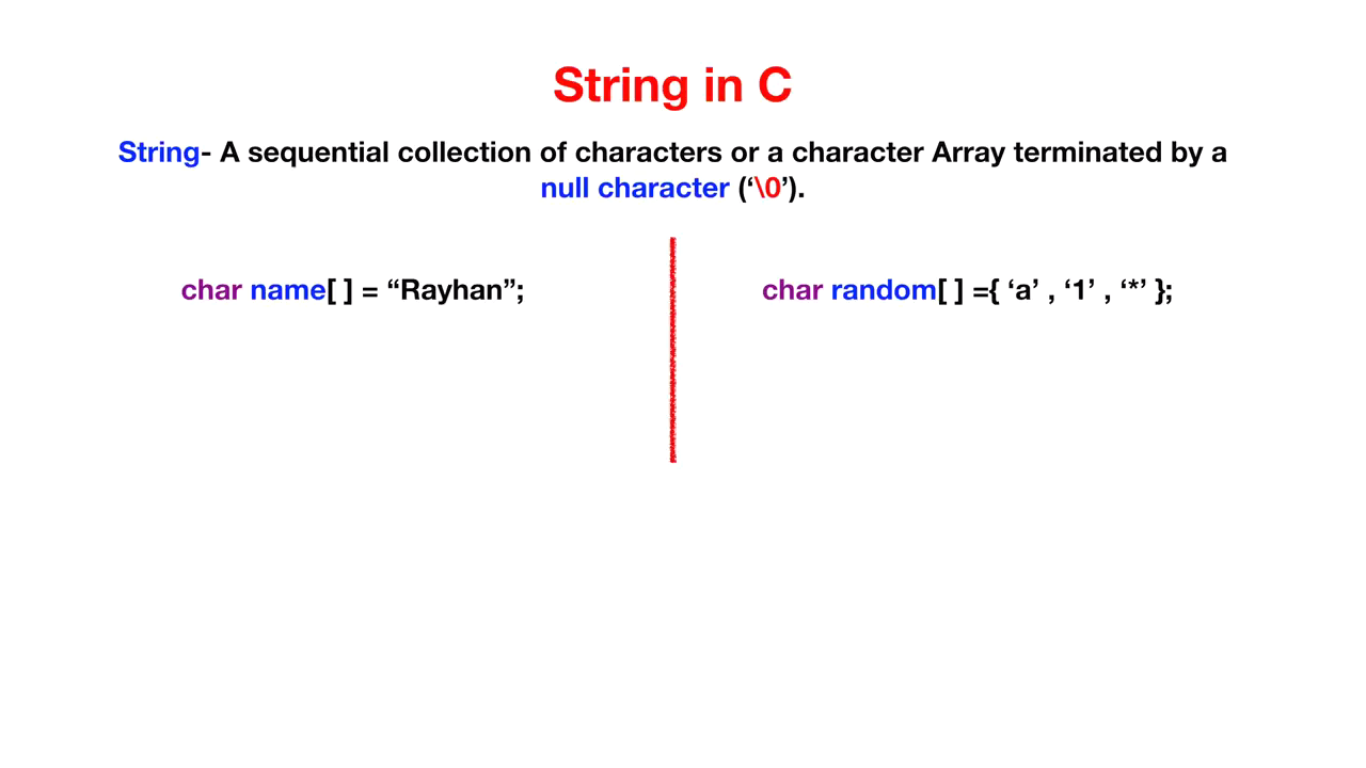 String in C
String- A sequential collection of characters or a character Array terminated by a
null character (‘\0’).
char name[ ] = “Rayhan”;
char random[ ] ={ ‘a’ , ‘1’ , ‘*’ };